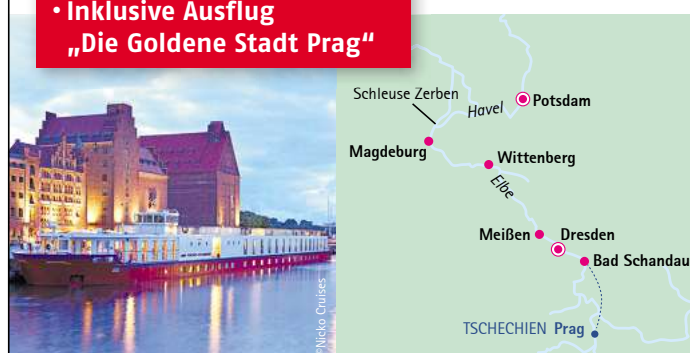 • Inklusive Ausflug
„Die Goldene Stadt Prag“
Schleuse Zerben
Havel
Potsdam
Magdeburg
Wittenberg
Elbe
Meißen
Dresden
Bad Schandau
TSCHECHIEN Prag
©Nicko Cruises